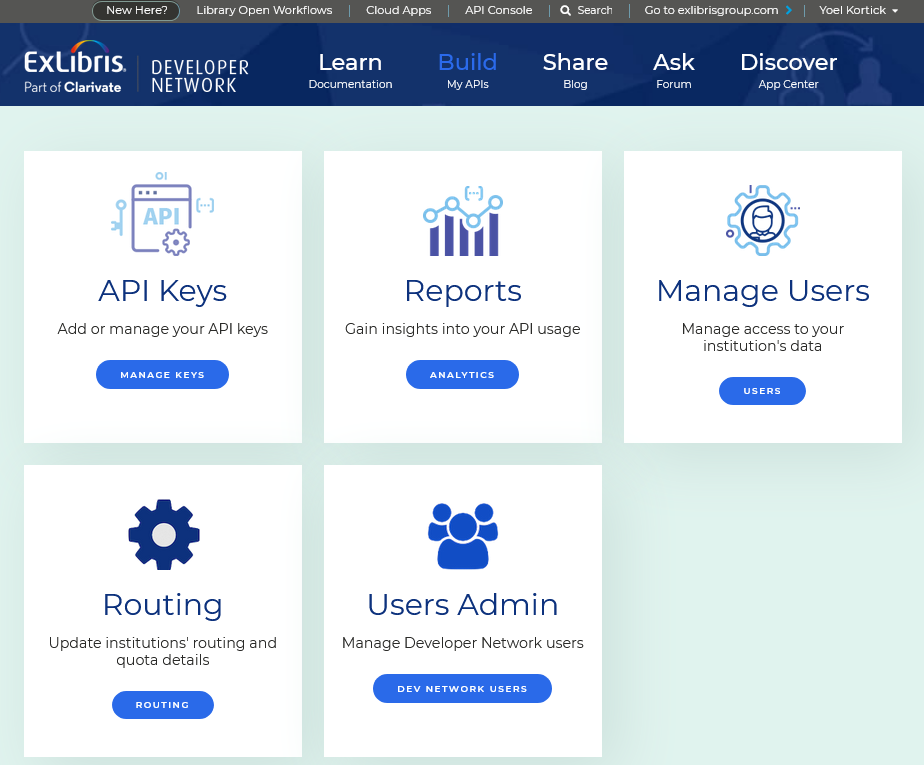 New Here?
Library Open Workflows
Cloud Apps
API Console
Search
Go to exlibrisgroup.com
Yoel Kortick
ExLibris.
Part of Clarivate
DEVELOPER
NETWORK
Learn
Documentation
Build
My APIs
Share
Blog
Ask
Forum
Discover
App Center
API
API Keys
Add or manage your API keys
MANAGE KEYS
Reports
Gain insights into your API usage
ANALYTICS
Manage Users
Manage access to your
institution's data
USERS
Routing
Update institutions' routing and
quota details
ROUTING
Users Admin
Manage Developer Network users
DEV NETWORK USERS